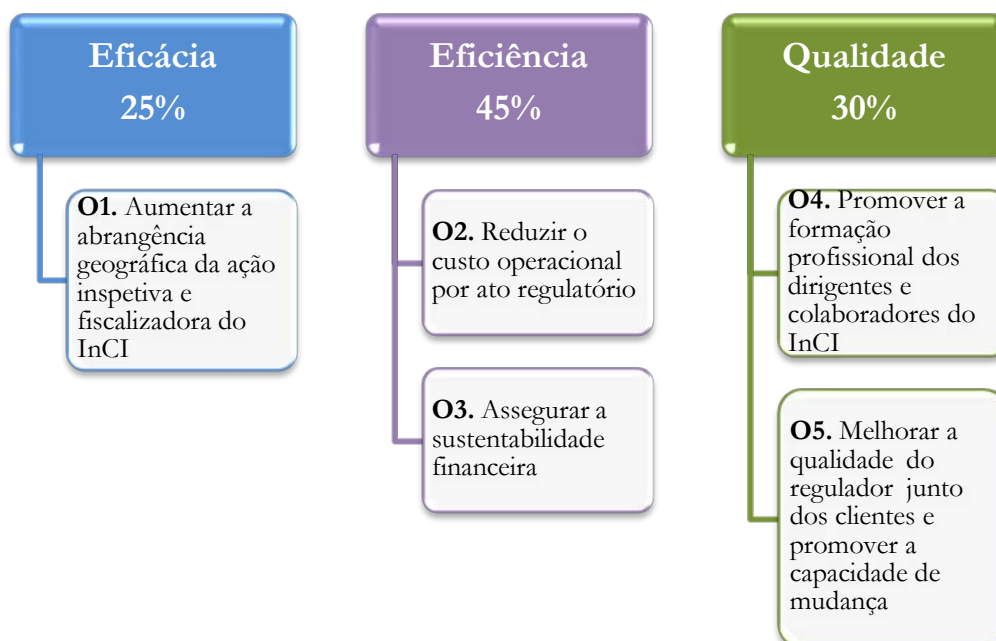 Eficácia
25%
O1. Aumentar a
abrangência
geográfica da ação
inspetiva e
fiscalizadora do
InCI
Eficiência
45%
O2. Reduzir o
custo operacional
por ato regulatório
O3. Assegurar a
sustentabilidade
financeira
Qualidade
30%
O4. Promover a
formação
profissional dos
dirigentes e
colaboradores do
InCI
O5. Melhorar a
qualidade do
regulador junto
dos clientes e
promover a
capacidade de
mudança